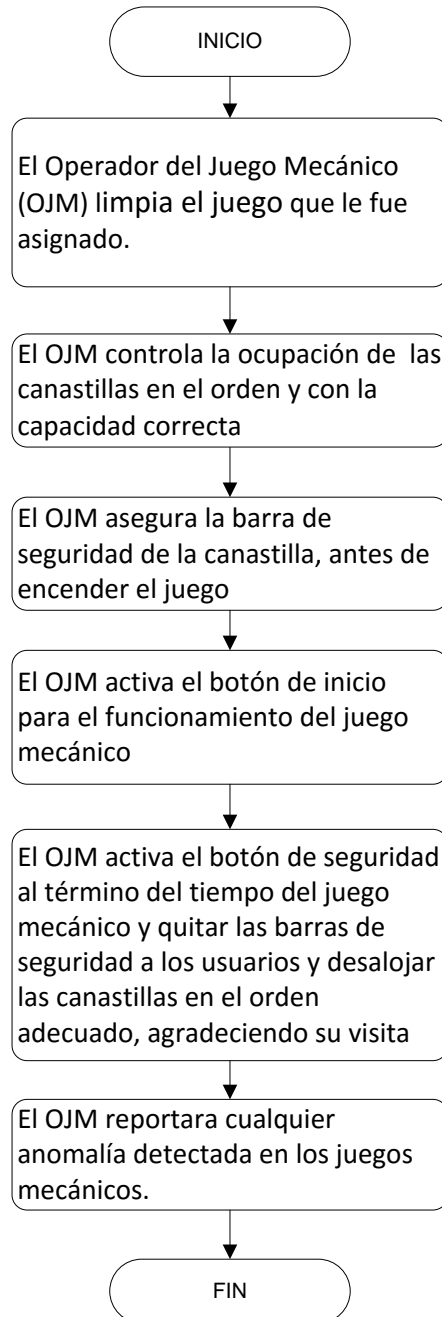 INICIO
El Operador del Juego Mecánico
(OJM) limpia el juego que le fue
asignado.
El OJM controla la ocupación de  las
canastillas en el orden y con la
capacidad correcta
El OJM asegura la barra de
seguridad de la canastilla, antes de
encender el juego
El OJM activa el botón de inicio
para el funcionamiento del juego
mecánico
El OJM activa el botón de seguridad
al término del tiempo del juego
mecánico y quitar las barras de
seguridad a los usuarios y desalojar
las canastillas en el orden
adecuado, agradeciendo su visita
El OJM reportara cualquier
anomalía detectada en los juegos
mecánicos.
FIN